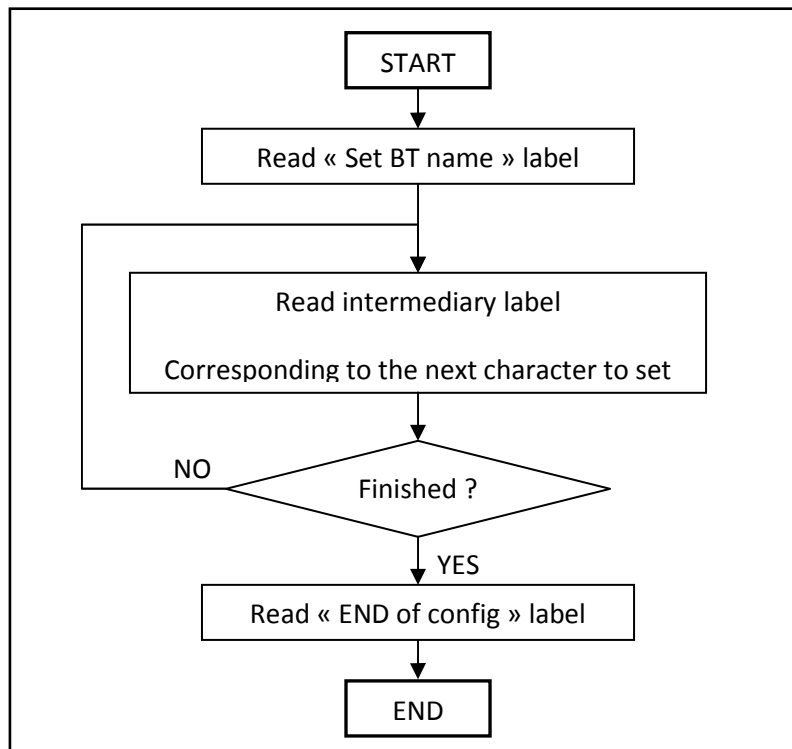 START
Read « Set BT name » label
Read intermediary label
Corresponding to the next character to set
NO
Finished ?
YES
Read « END of config » label
END